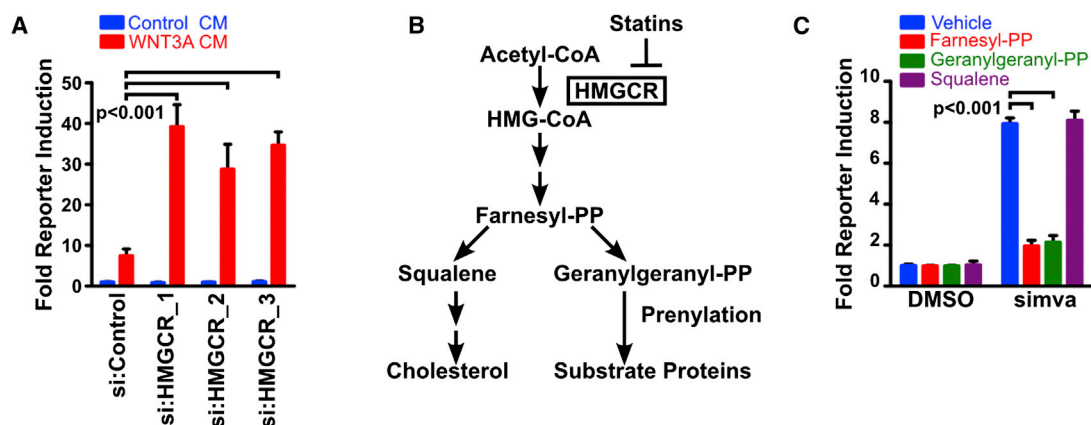 A
Control CM
WNT3A CM
Fold Reporter Induction
50
40
30
20
10
0
p<0.001
si:Control
si:HMGCR_1
si:HMGCR_2
si:HMGCR_3
B
Statins
Acetyl-CoA
HMGCR
HMG-CoA
Farnesyl-PP
Squalene
Geranylgeranyl-PP
Prenylation
Cholesterol
Substrate Proteins
C
Vehicle
Farnesyl-PP
Geranylgeranyl-PP
Squalene
Fold Reporter Induction
10
8
6
4
2
0
p<0.001
DMSO
simva